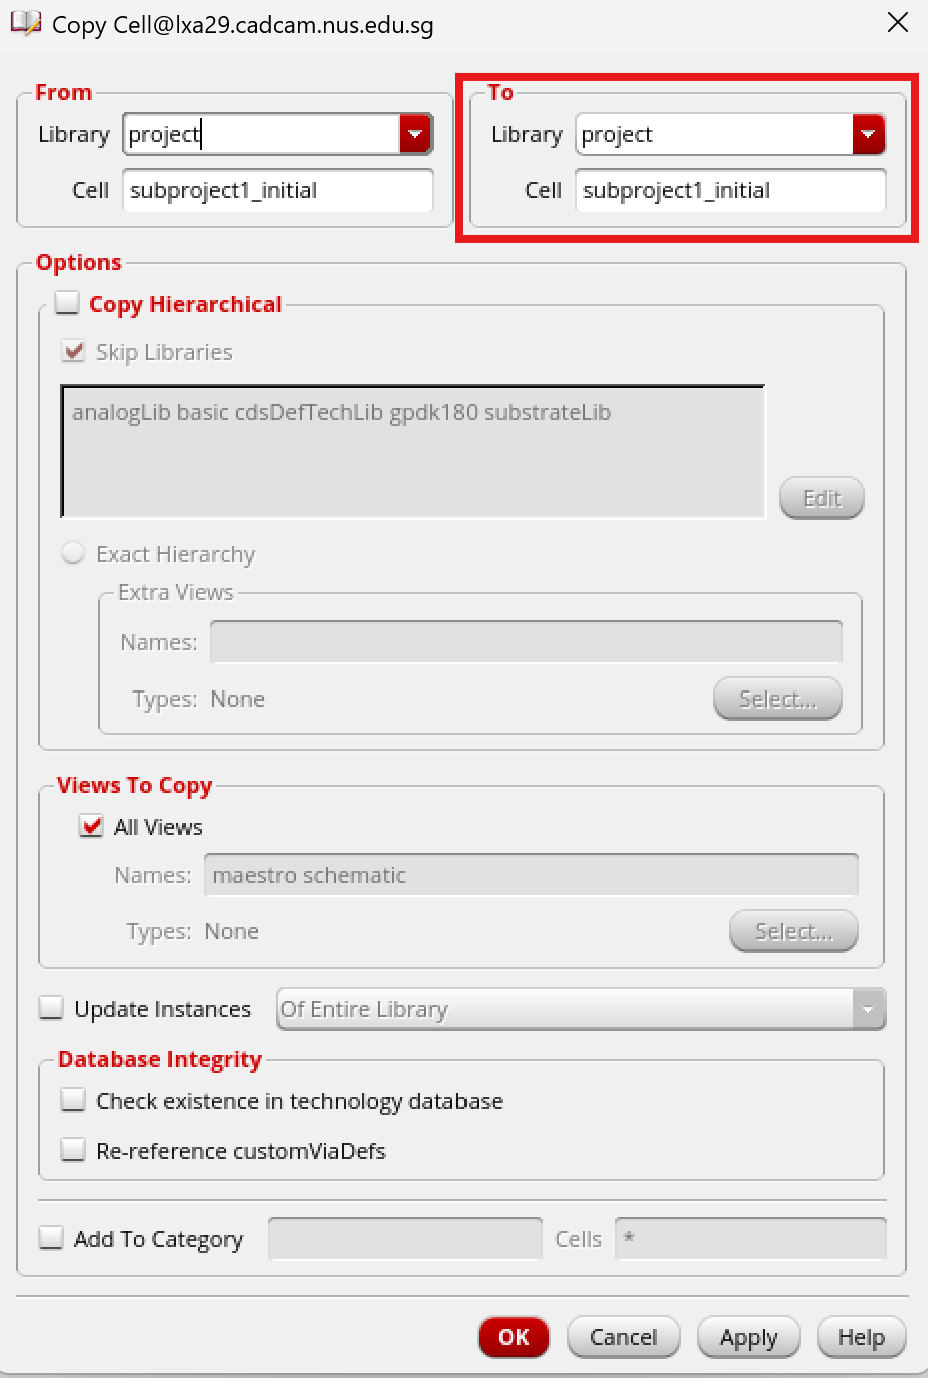 Copy Cell@lxa29.cadcam.nus.edu.sg
From
Library project
Cell subproject1_initial
To
Library project
Cell subproject1_initial
Options
Copy Hierarchical
Skip Libraries
analogLib basic cdsDefTechLib gpdk180 substrateLib
Edit
Exact Hierarchy
Extra Views
Names:
Types: None
Select...
Views To Copy
All Views
Names: maestro schematic
Types: None
Select...
Update Instances Of Entire Library
Database Integrity
Check existence in technology database
Re-reference customViaDefs
Add To Category Cells *
OK Cancel Apply Help